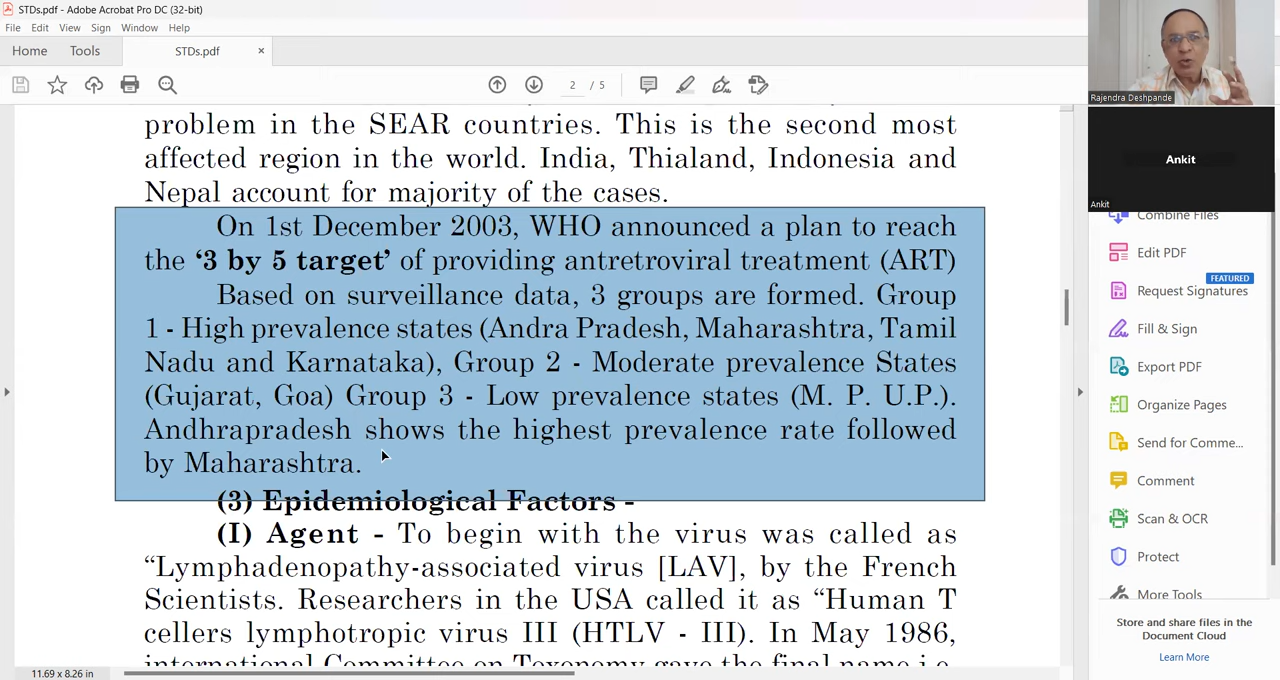 STDs.pdf - Adobe Acrobat Pro DC (32-bit)
File Edit View Sign Window Help
Home Tools STDs.pdf ×
2 / 5
Rajendra Deshpande
Ankit
Ankit
problem in the SEAR countries. This is the second most
affected region in the world. India, Thialand, Indonesia and
Nepal account for majority of the cases.
On 1st December 2003, WHO announced a plan to reach
the ‘3 by 5 target’ of providing antretroviral treatment (ART)
Based on surveillance data, 3 groups are formed. Group
1 - High prevalence states (Andra Pradesh, Maharashtra, Tamil
Nadu and Karnataka), Group 2 - Moderate prevalence States
(Gujarat, Goa) Group 3 - Low prevalence states (M. P. U.P.).
Andhrapradesh shows the highest prevalence rate followed
by Maharashtra.
(3) Epidemiological Factors -
(I) Agent - To begin with the virus was called as
“Lymphadenopathy-associated virus [LAV], by the French
Scientists. Researchers in the USA called it as “Human T
cellers lymphotropic virus III (HTLV - III). In May 1986,
international Committee on Toxonomy gave the final name i.e.
11.69 x 8.26 in
Combine Files
Edit PDF
FEATURED
Request Signatures
Fill & Sign
Export PDF
Organize Pages
Send for Comme...
Comment
Scan & OCR
Protect
More Tools
Store and share files in the
Document Cloud
Learn More